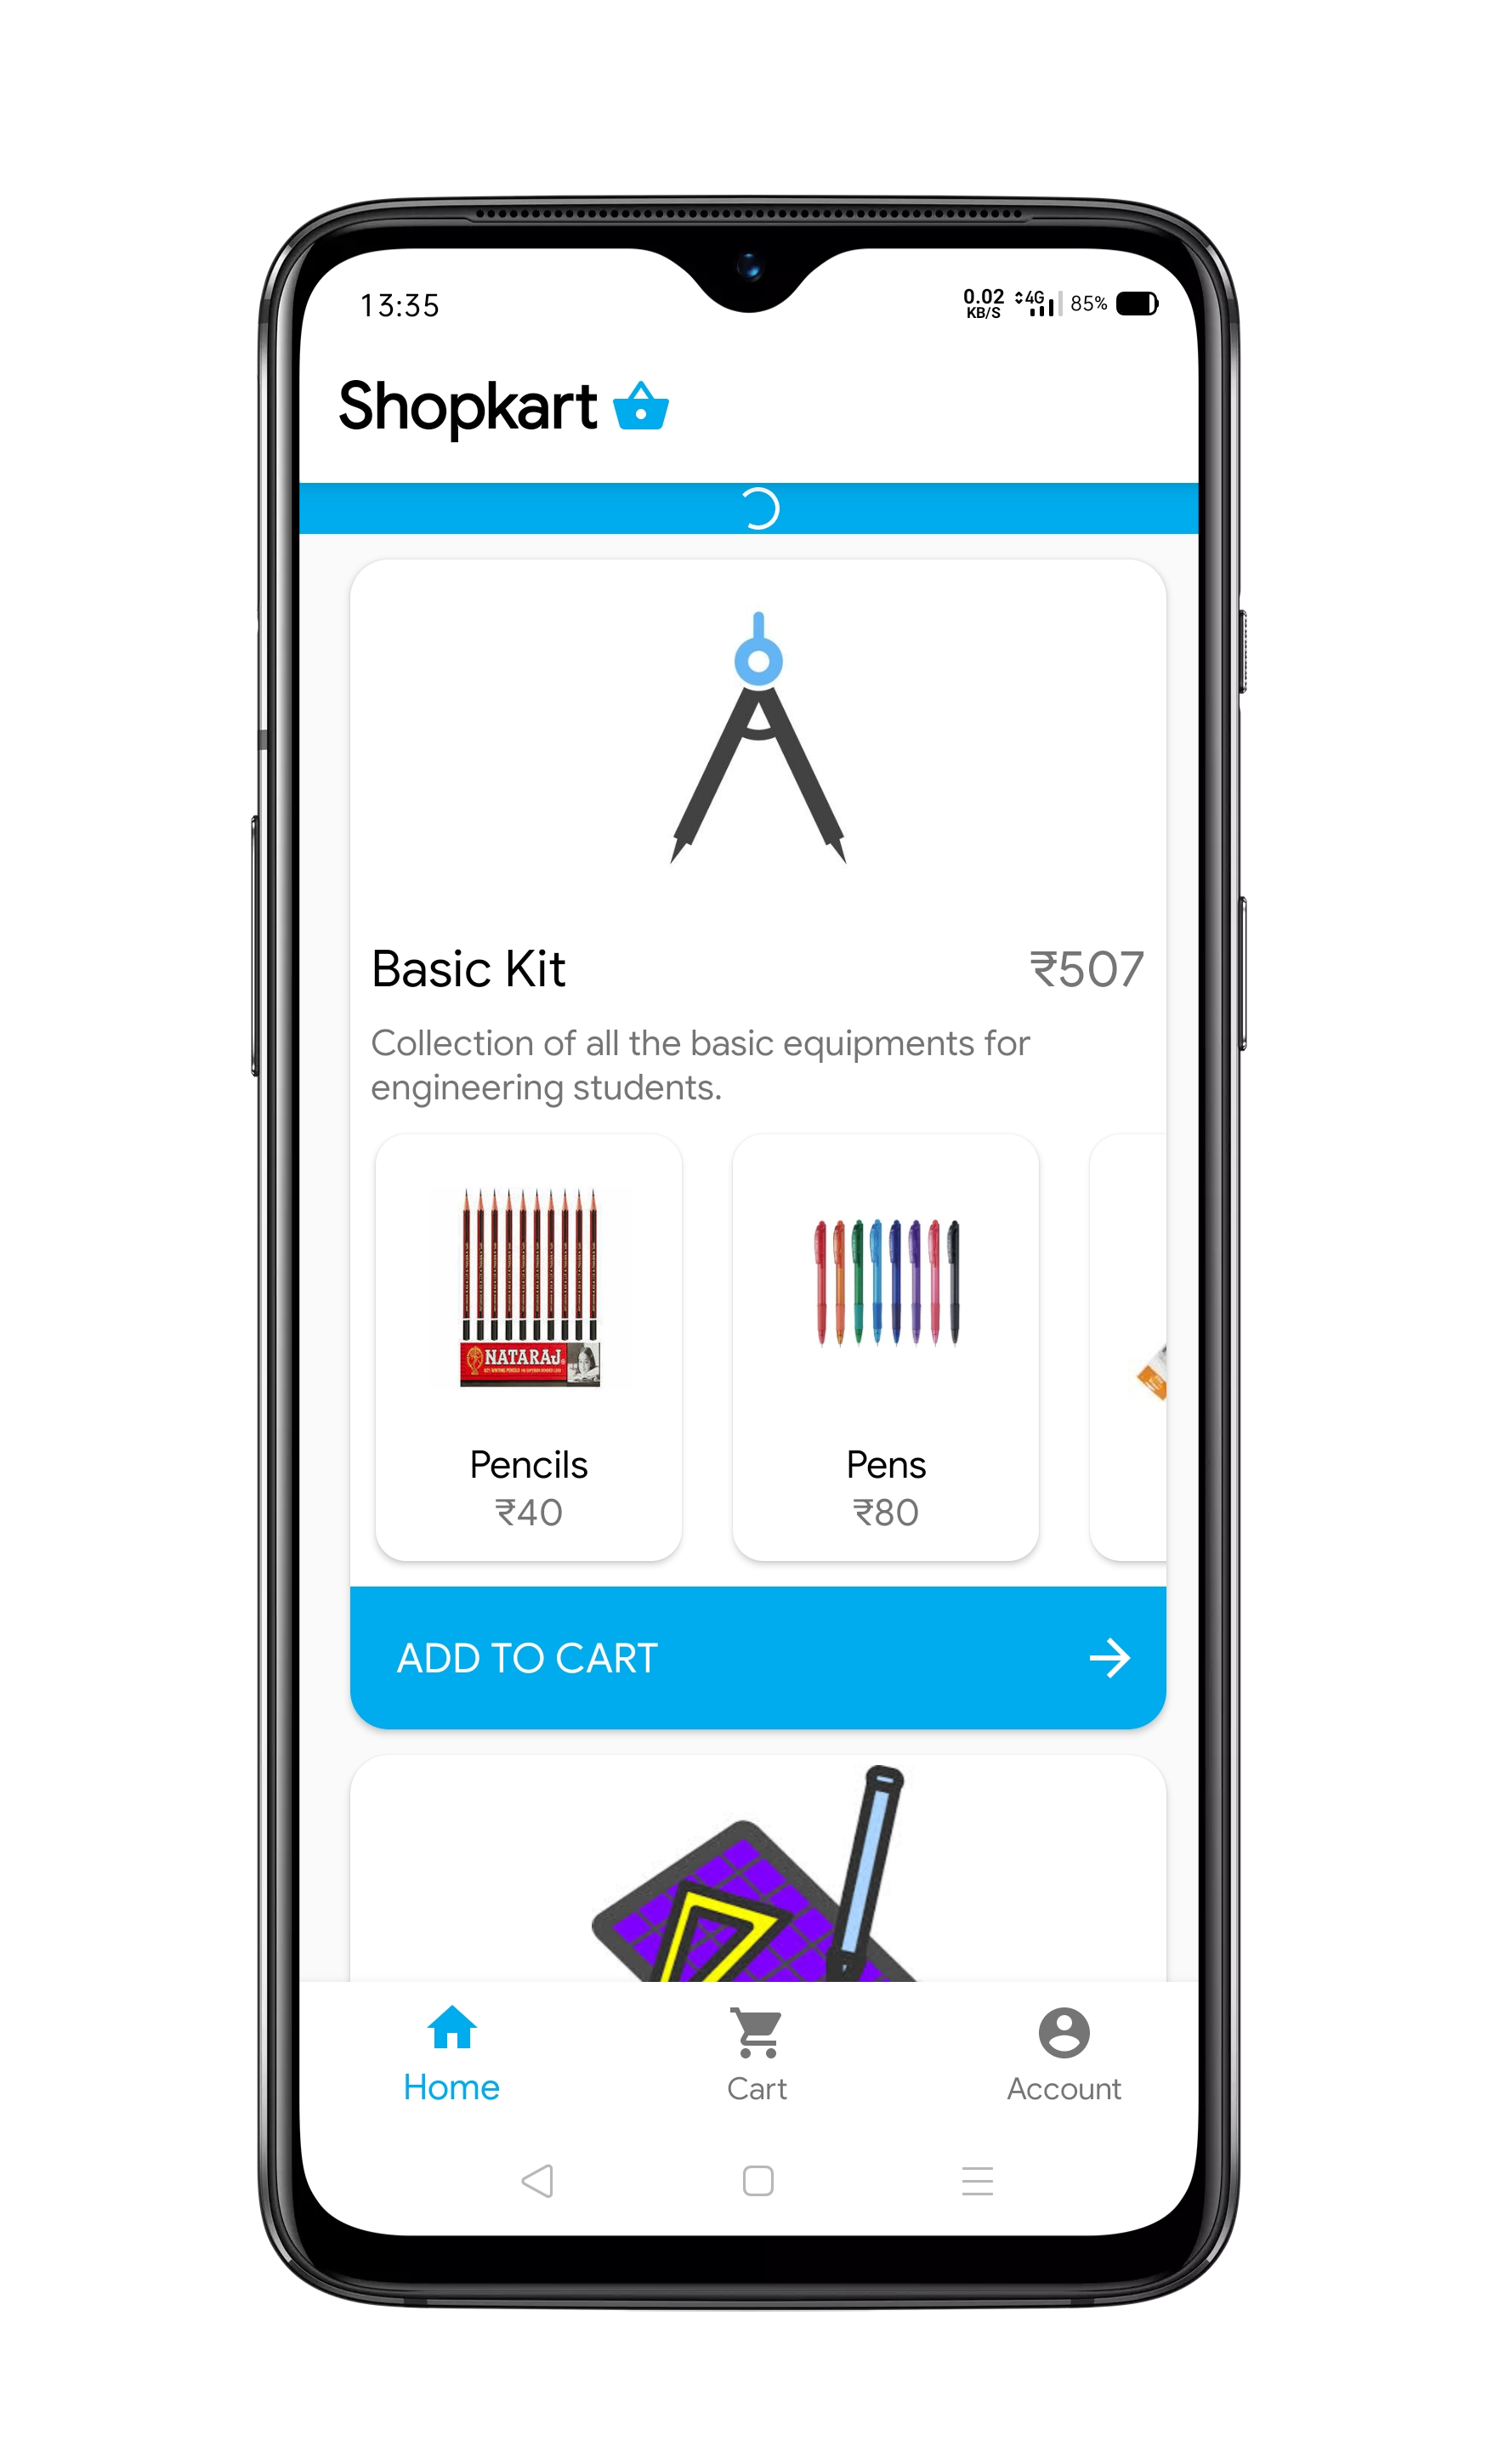 13:35
0.02 KB/S 4G 85%
Shopkart
Basic Kit ₹507
Collection of all the basic equipments for
engineering students.
NATARAJ
Pencils
₹40
Pens
₹80
ADD TO CART
Home
Cart
Account